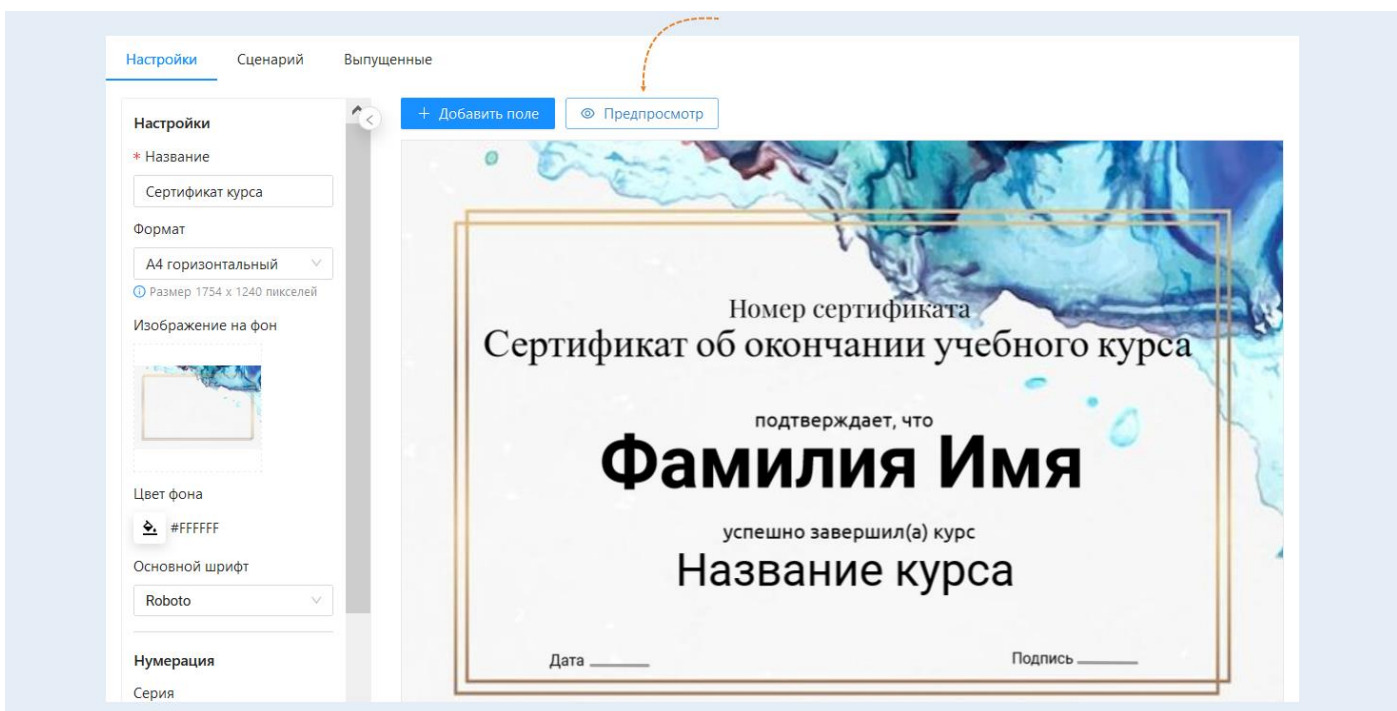 Настройки Сценарий Выпущенные
Настройки
* Название
Сертификат курса
Формат
А4 горизонтальный
Размер 1754 x 1240 пикселей
Изображение на фон
Цвет фона
#FFFFFF
Основной шрифт
Roboto
Нумерация
Серия
+ Добавить поле
Предпросмотр
Номер сертификата
Сертификат об окончании учебного курса
подтверждает, что
Фамилия Имя
успешно завершил(а) курс
Название курса
Дата ______ Подпись ______